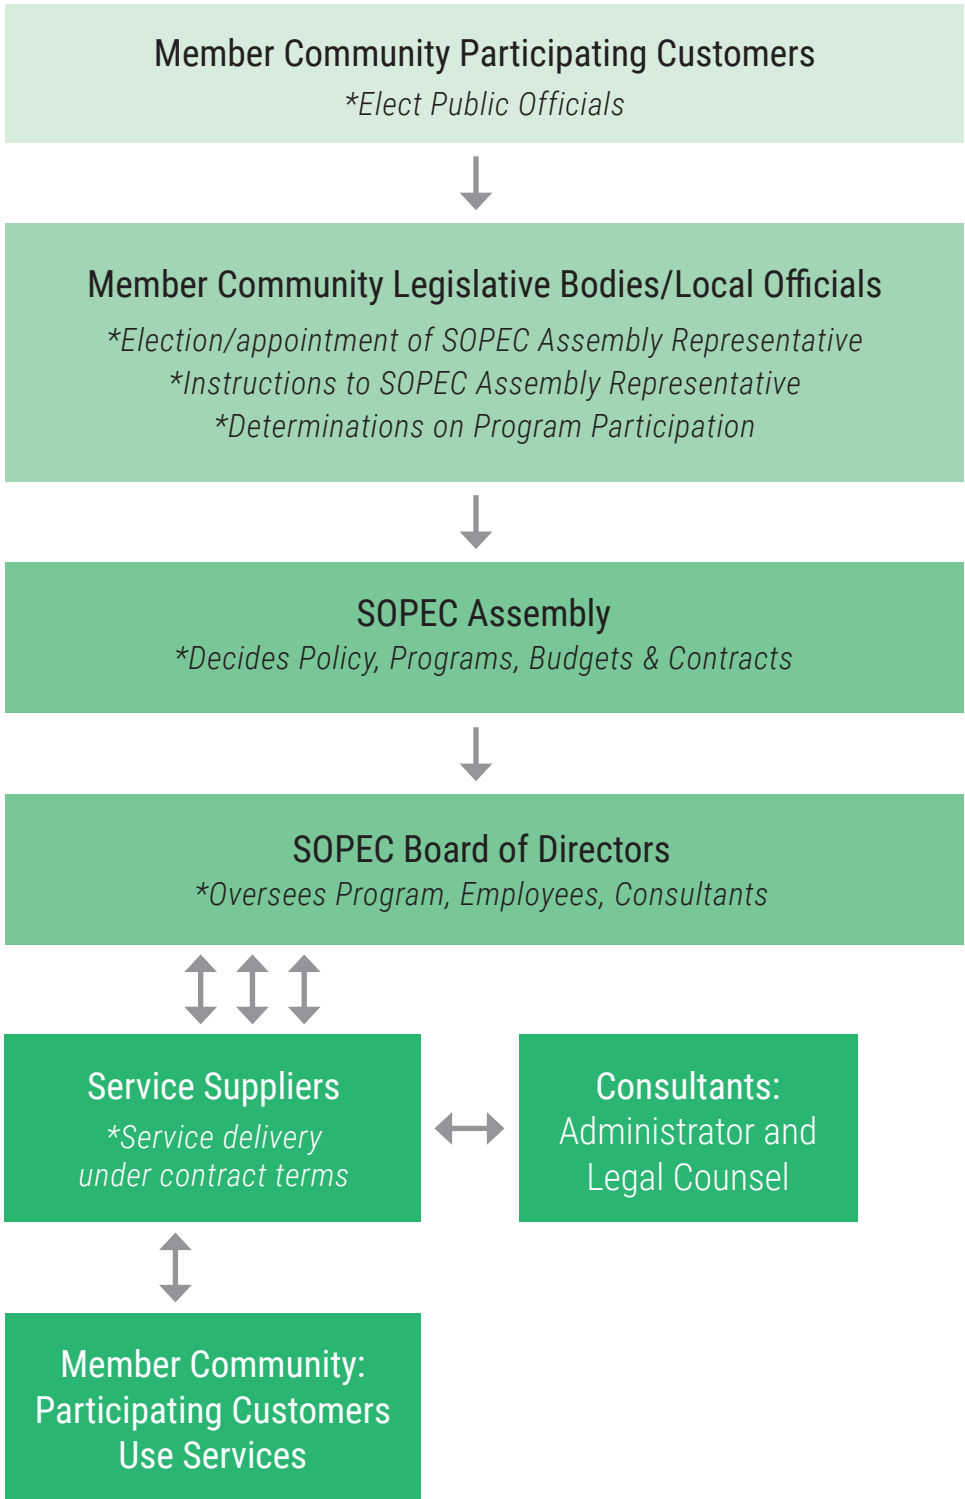 Member Community Participating Customers
*Elect Public Officials
Member Community Legislative Bodies/Local Officials
*Election/appointment of SOPEC Assembly Representative
*Instructions to SOPEC Assembly Representative
*Determinations on Program Participation
SOPEC Assembly
*Decides Policy, Programs, Budgets & Contracts
SOPEC Board of Directors
*Oversees Program, Employees, Consultants
Service Suppliers
*Service delivery
under contract terms
Consultants:
Administrator and
Legal Counsel
Member Community:
Participating Customers
Use Services